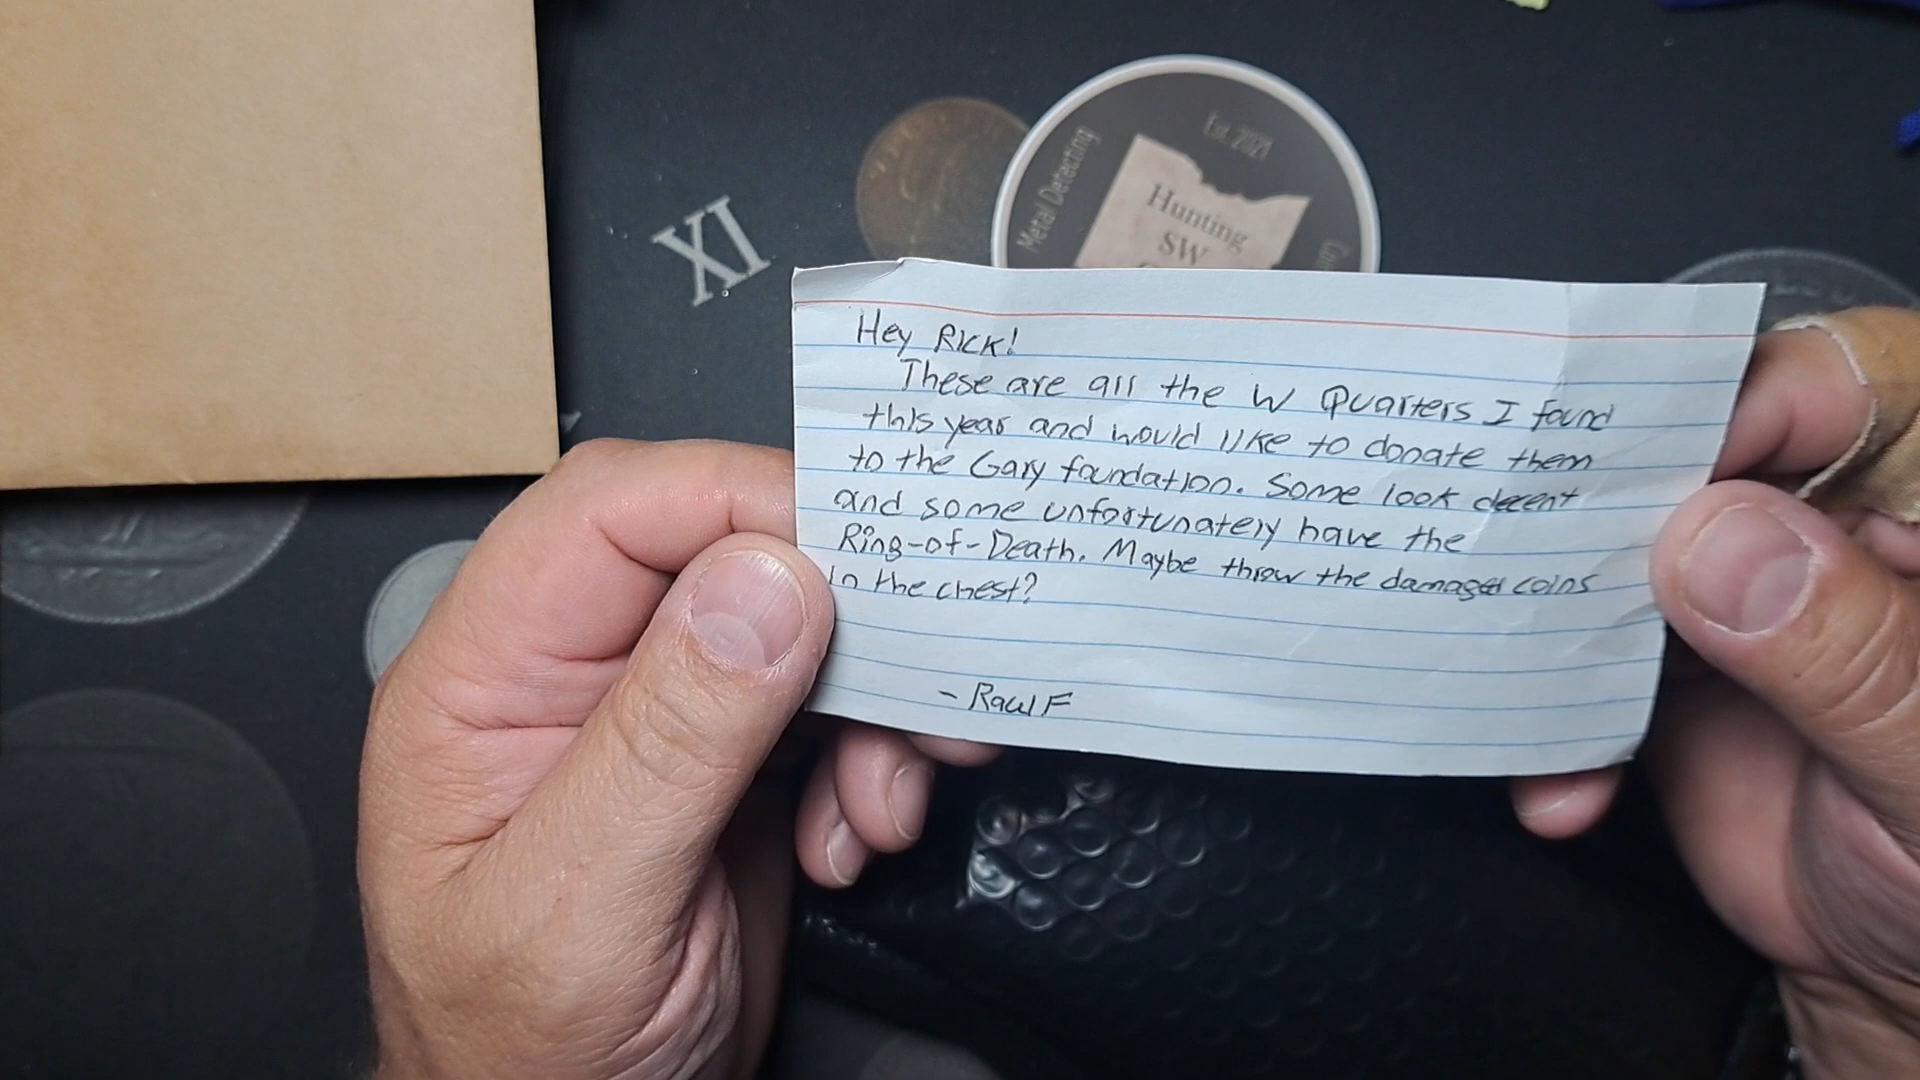 XI
Metal Detecting
Est. 2021
Hunting
SW
Hey RICK!
These are all the W Quarters I found
this year and would like to donate them
to the Gary foundation. Some look decent
and some unfortunately have the
Ring-of-Death. Maybe throw the damaged coins
in the chest?
- Raul F